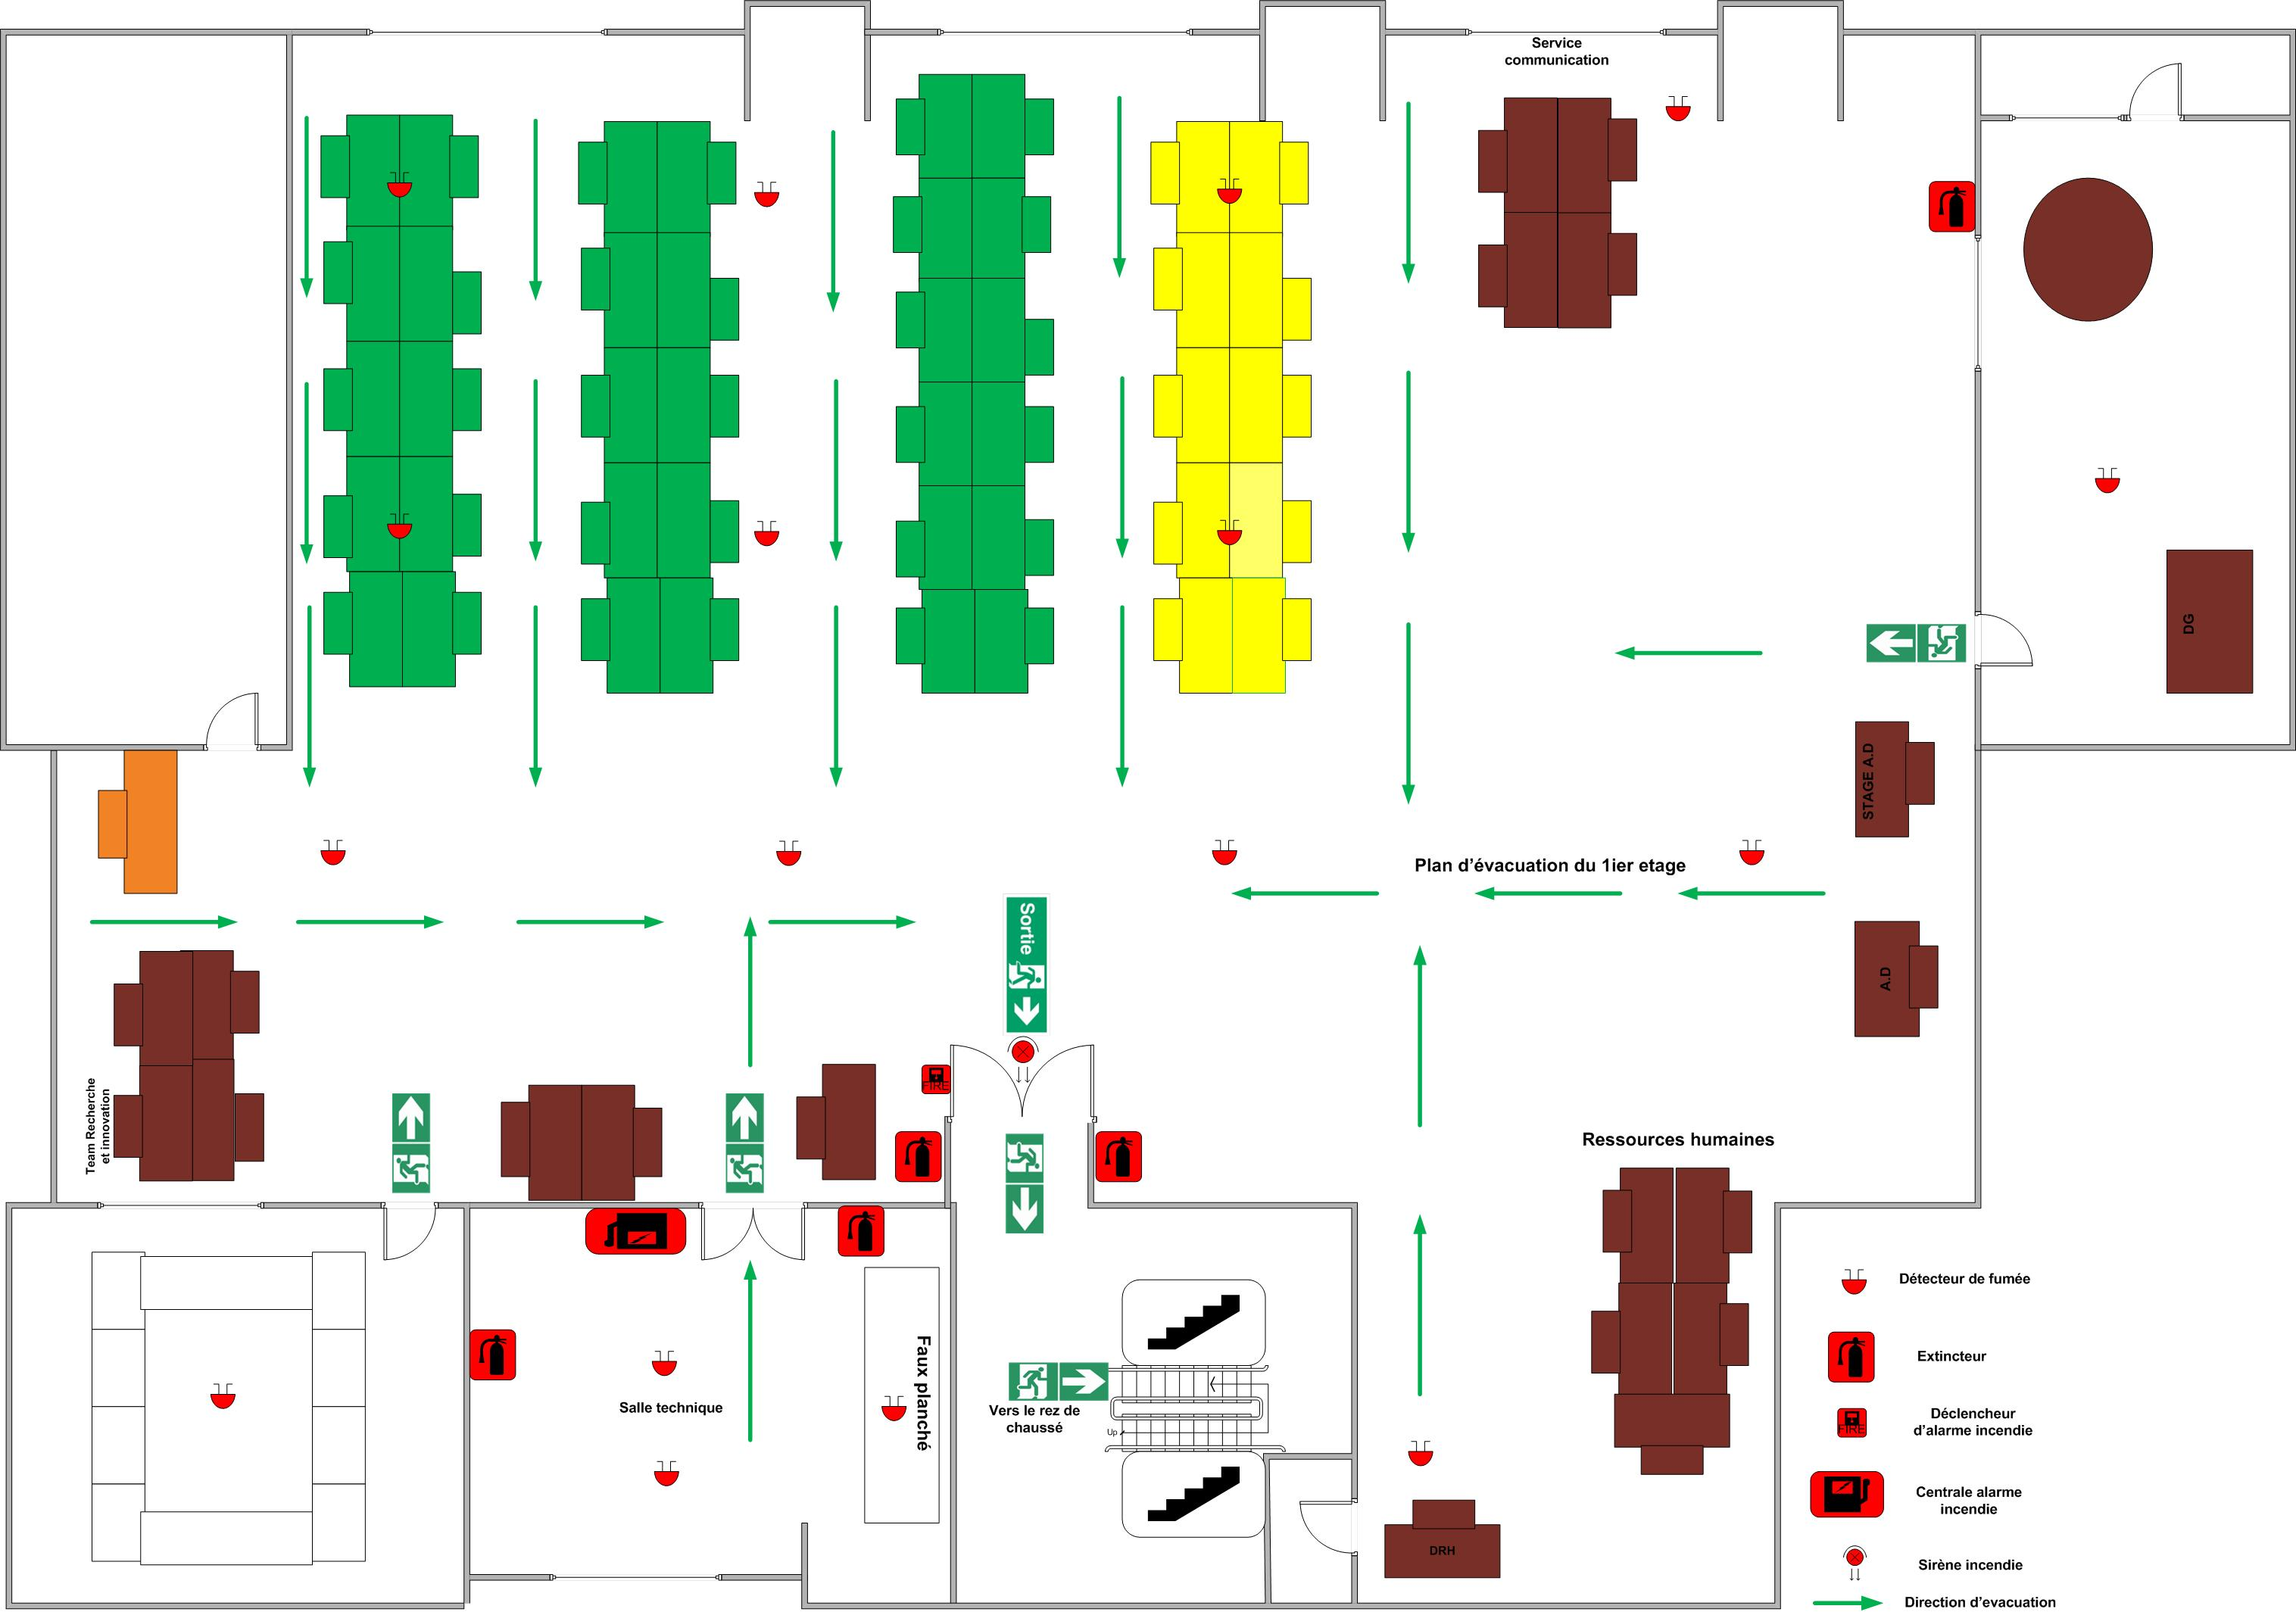 Service
communication
DG
STAGE A.D
Plan d'évacuation du 1ier etage
Sortie
A.D
FIRE
Team Recherche
et innovation
Ressources humaines
Salle technique
Faux planché
Vers le rez de
chaussé
Up
DRH
Détecteur de fumée
Extincteur
FIRE
Déclencheur
d'alarme incendie
Centrale alarme
incendie
Sirène incendie
Direction d'evacuation